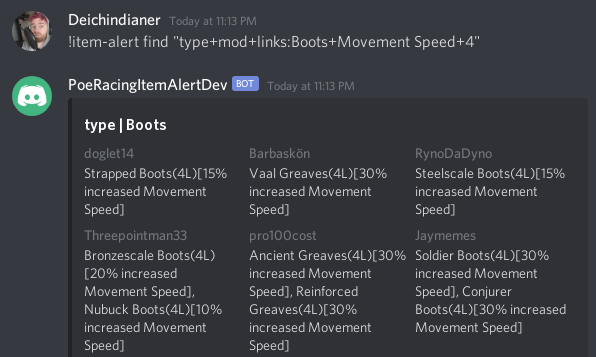 Deichindianer Today at 11:13 PM
!item-alert find "type+mod+links:Boots+Movement Speed+4"
PoeRacingItemAlertDev BOT Today at 11:13 PM
type | Boots
doglet14
Strapped Boots(4L)[15%
increased Movement
Speed]
Barbaskön
Vaal Greaves(4L)[30%
increased Movement
Speed]
RynoDaDyno
Steelscale Boots(4L)[15%
increased Movement
Speed]
Threepointman33
Bronzescale Boots(4L)
[20% increased
Movement Speed],
Nubuck Boots(4L)[10%
increased Movement
Speed]
pro100cost
Ancient Greaves(4L)[30%
increased Movement
Speed], Reinforced
Greaves(4L)[30%
increased Movement
Speed]
Jaymemes
Soldier Boots(4L)[30%
increased Movement
Speed], Conjurer
Boots(4L)[30% increased
Movement Speed]